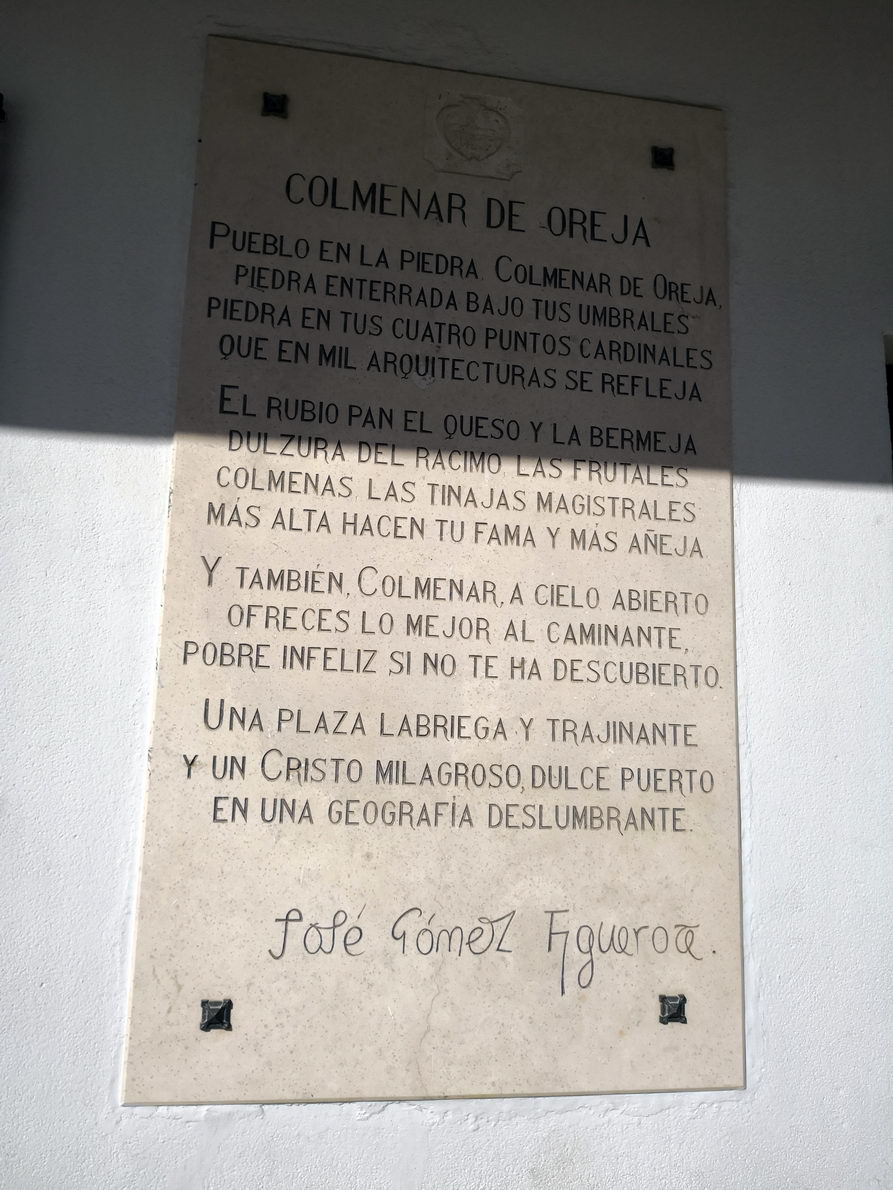 COLMENAR DE OREJA
PUEBLO EN LA PIEDRA. COLMENAR DE OREJA,
PIEDRA ENTERRADA BAJO TUS UMBRALES
PIEDRA EN TUS CUATRO PUNTOS CARDINALES
QUE EN MIL ARQUITECTURAS SE REFLEJA
EL RUBIO PAN EL QUESO Y LA BERMEJA
DULZURA DEL RACIMO. LAS FRUTALES
COLMENAS. LAS TINAJAS MAGISTRALES
MÁS ALTA HACEN TU FAMA Y MÁS AÑEJA.
Y TAMBIÉN, COLMENAR, A CIELO ABIERTO
OFRECES LO MEJOR AL CAMINANTE,
POBRE INFELIZ SI NO TE HA DESCUBIERTO.
UNA PLAZA LABRIEGA Y TRAJINANTE
Y UN CRISTO MILAGROSO, DULCE PUERTO
EN UNA GEOGRAFÍA DESLUMBRANTE.
José Gómez Figueroa.